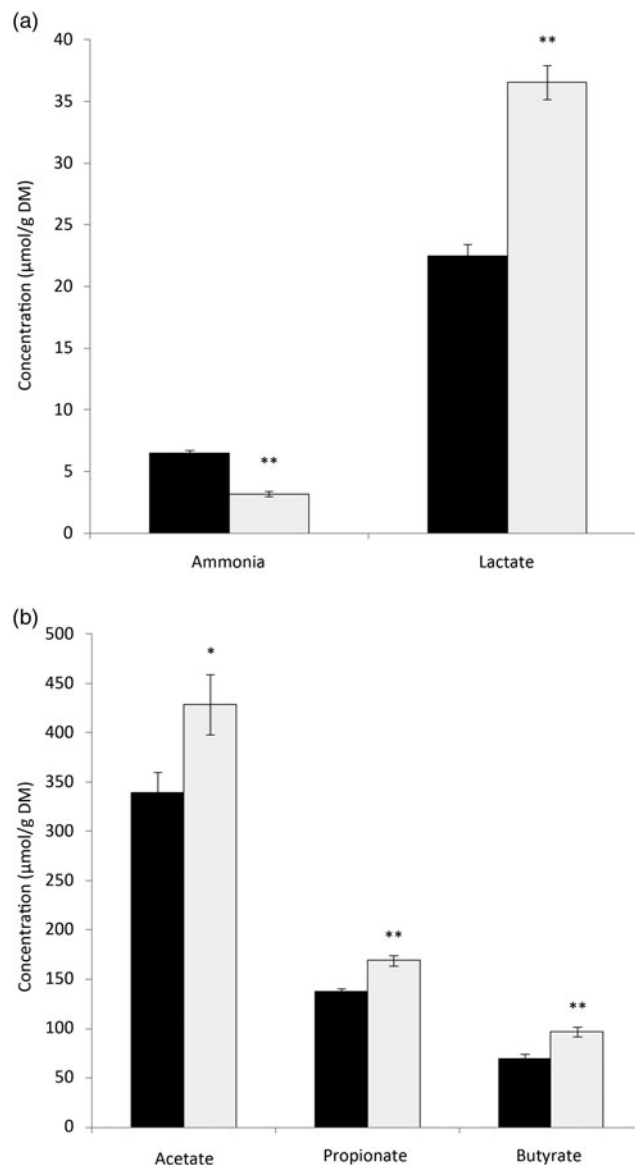 (a)
40
35
30
25
20
15
10
5
0
Concentration (µmol/g DM)
**
**
Ammonia
Lactate
(b)
500
450
400
350
300
250
200
150
100
50
0
Concentration (µmol/g DM)
*
**
**
Acetate
Propionate
Butyrate